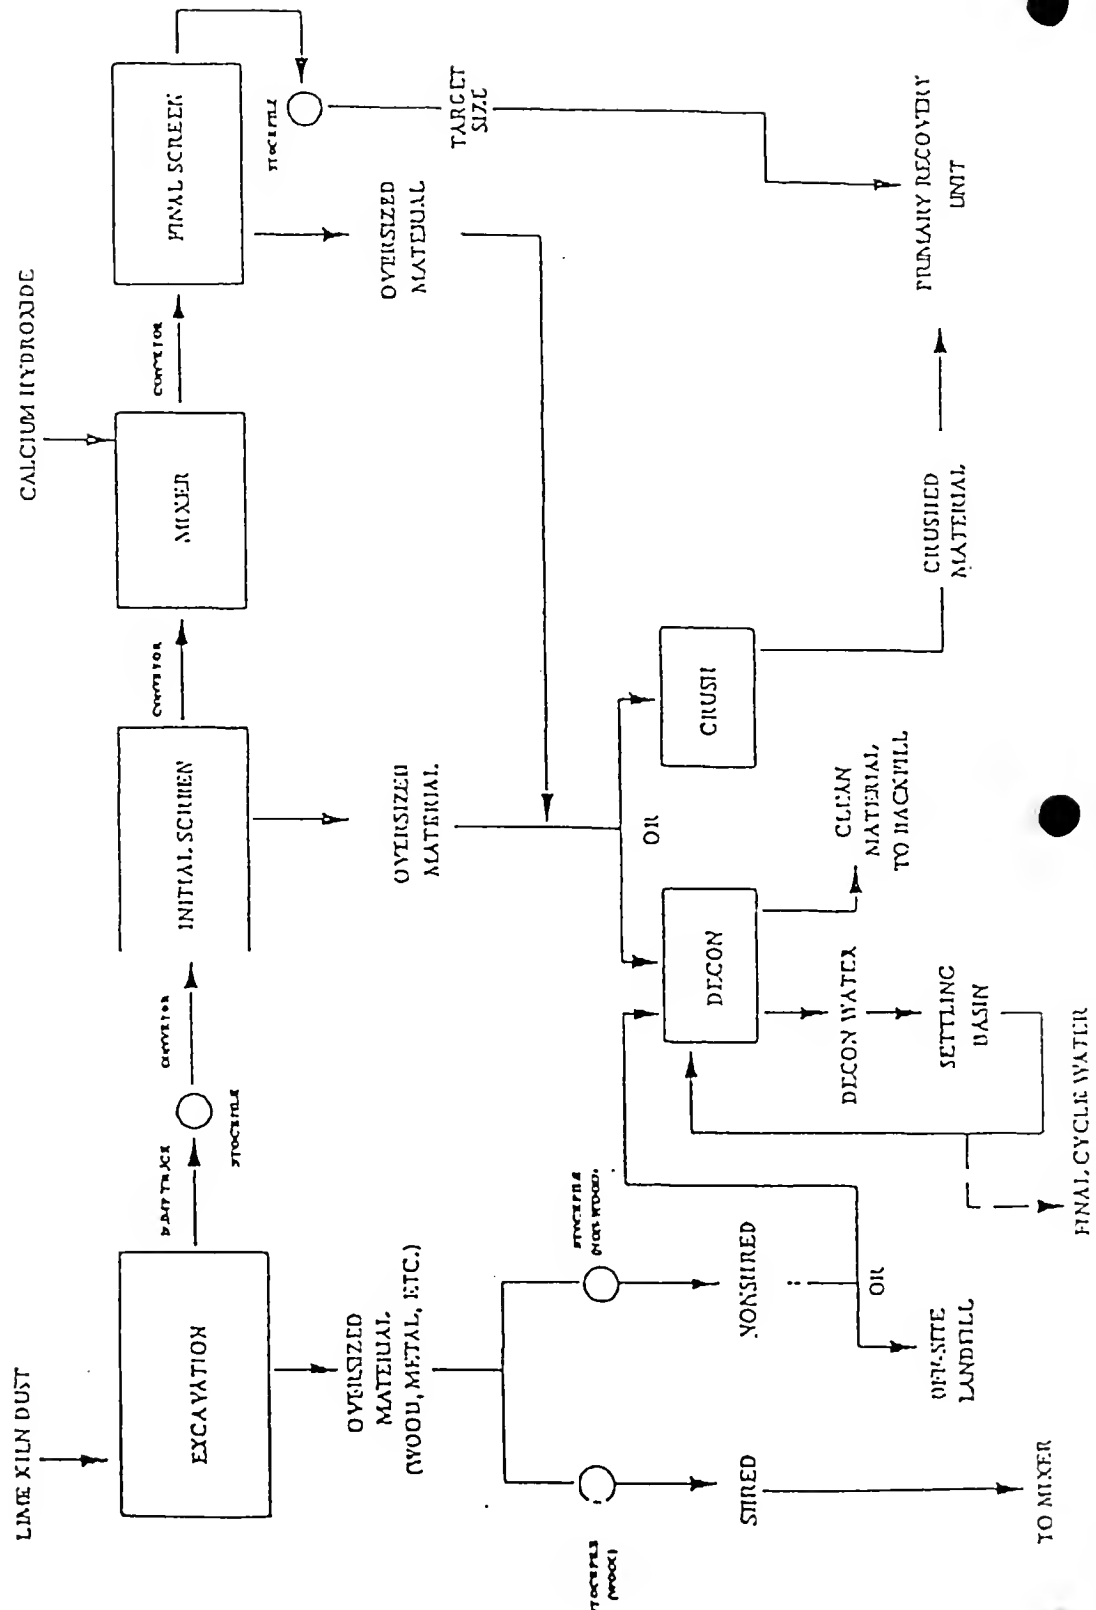 LIME KILN DUST
EXCAVATION
DUMP TRUCK
STOCKPILE
CONVEYOR
INITIAL SCREEN
CONVEYOR
MIXER
CALCIUM HYDROXIDE
CONVEYOR
FINAL SCREEN
STOCKPILE
TARGET
SIZE
OVERSIZED
MATERIAL
(WOOD, METAL, ETC.)
OVERSIZED
MATERIAL
OVERSIZED
MATERIAL
STOCKPILE
(WOOD)
STOCKPILE
(NON-WOOD)
SHRED
NONSHRED
OR
DECON
CRUSH
TO MIXER
OFF-SITE
LANDFILL
OR
DECON WATER
SETTLING
BASIN
CLEAN
MATERIAL
TO BACKFILL
CRUSHED
MATERIAL
PRIMARY RECOVERY
UNIT
FINAL CYCLE WATER